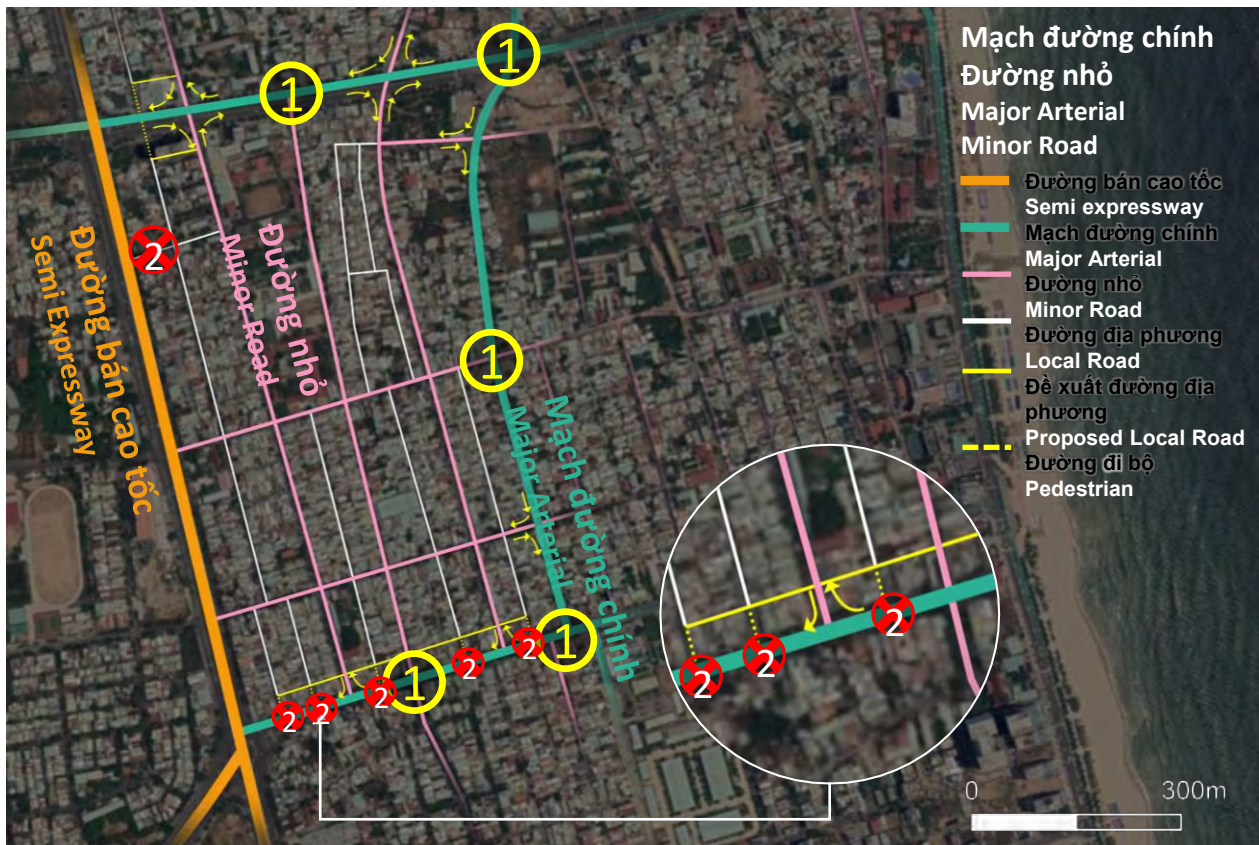 Mạch đường chính
Đường nhỏ
Major Arterial
Minor Road
Đường bán cao tốc
Semi expressway
Mạch đường chính
Major Arterial
Đường nhỏ
Minor Road
Đường địa phương
Local Road
Đề xuất đường địa
phương
Proposed Local Road
Đường đi bộ
Pedestrian
1
1
2
Đường bán cao tốc
Semi Expressway
Đường nhỏ
Minor Road
1
Mạch đường chính
Major Arterial
1
1
2
2
2
2
2
2
2
2
0
300m